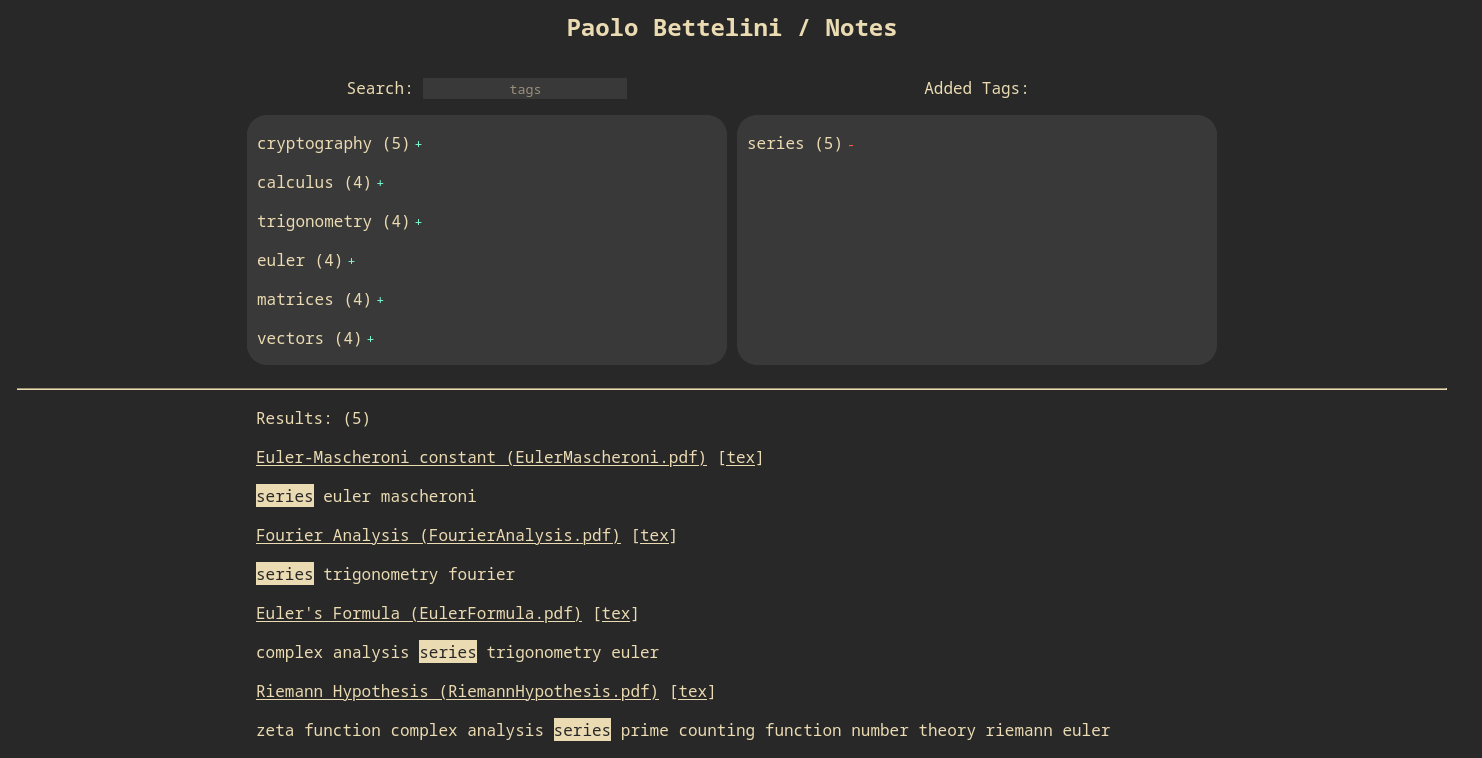 Paolo Bettelini / Notes
Search: tags
Added Tags:
cryptography (5) +
calculus (4) +
trigonometry (4) +
euler (4) +
matrices (4) +
vectors (4) +
series (5) -
Results: (5)
Euler-Mascheroni constant (EulerMascheroni.pdf) [tex]
series euler mascheroni
Fourier Analysis (FourierAnalysis.pdf) [tex]
series trigonometry fourier
Euler's Formula (EulerFormula.pdf) [tex]
complex analysis series trigonometry euler
Riemann Hypothesis (RiemannHypothesis.pdf) [tex]
zeta function complex analysis series prime counting function number theory riemann euler